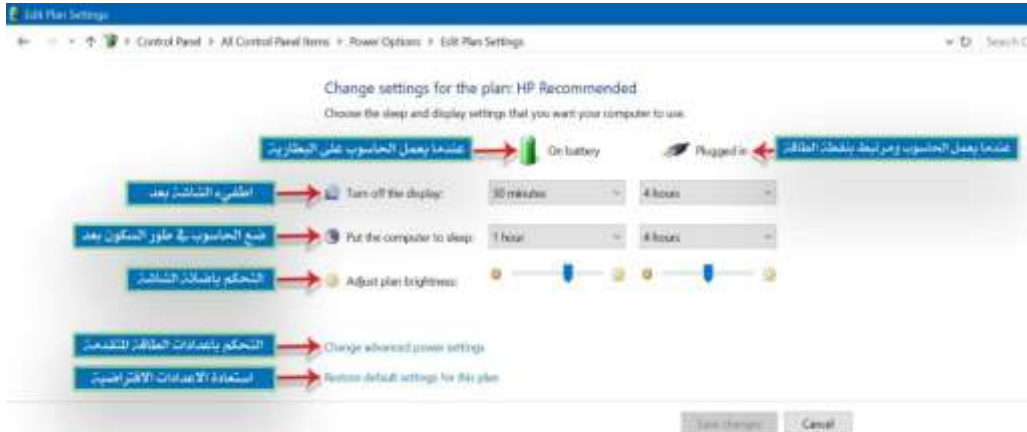 Edit Plan Settings
Control Panel > All Control Panel Items > Power Options > Edit Plan Settings
Search
Change settings for the plan: HP Recommended
Choose the sleep and display settings that you want your computer to use.
عندما يعمل الحاسوب على البطارية On battery Plugged in عندما يعمل الحاسوب ومرتبط بنقطة الطاقة
اطفيء الشاشة بعد Turn off the display: 30 minutes 4 hours
ضع الحاسوب في طور السكون بعد Put the computer to sleep: 1 hour 4 hours
التحكم باضائة الشاشة Adjust plan brightness:
التحكم باعدادات الطاقة المتقدمة Change advanced power settings
استعادة الاعدادات الافتراضية Restore default settings for this plan
Save changes Cancel